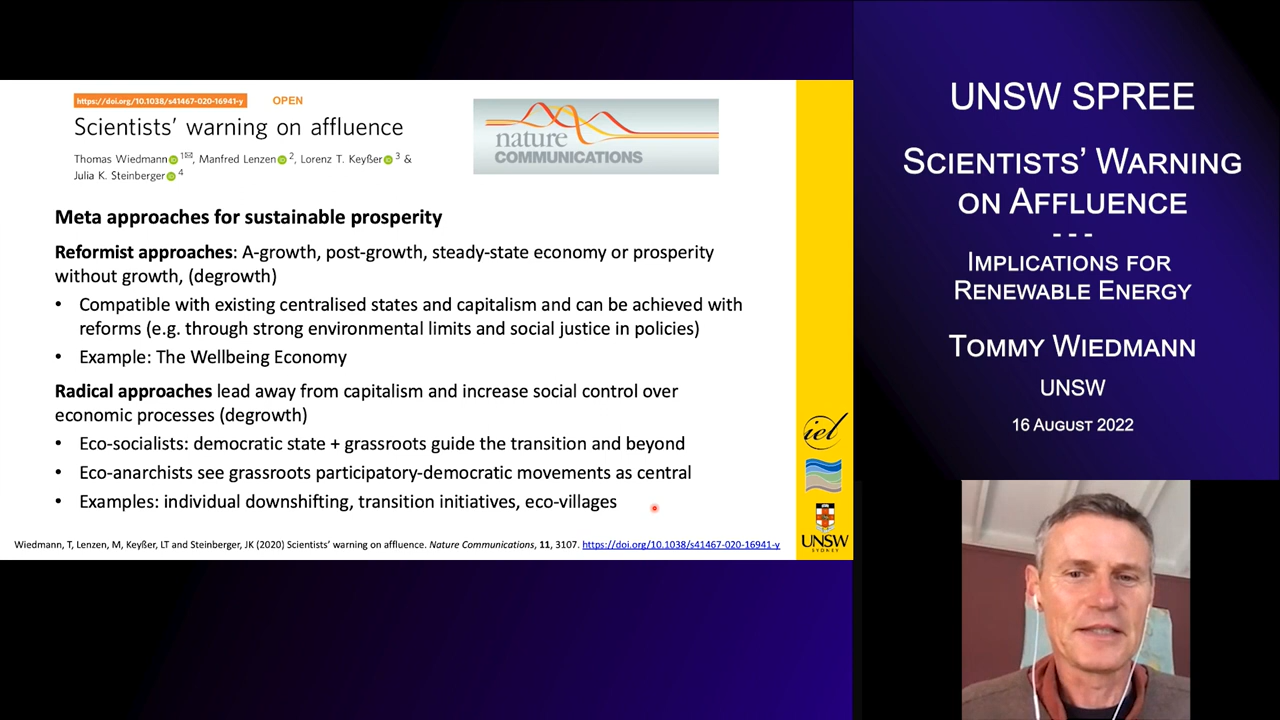 https://doi.org/10.1038/s41467-020-16941-y OPEN
Scientists’ warning on affluence
Thomas Wiedmann 1✉, Manfred Lenzen 2, Lorenz T. Keyßer 3 &
Julia K. Steinberger 4
nature
COMMUNICATIONS
Meta approaches for sustainable prosperity
Reformist approaches: A-growth, post-growth, steady-state economy or prosperity
without growth, (degrowth)
• Compatible with existing centralised states and capitalism and can be achieved with
reforms (e.g. through strong environmental limits and social justice in policies)
• Example: The Wellbeing Economy
Radical approaches lead away from capitalism and increase social control over
economic processes (degrowth)
• Eco-socialists: democratic state + grassroots guide the transition and beyond
• Eco-anarchists see grassroots participatory-democratic movements as central
• Examples: individual downshifting, transition initiatives, eco-villages
Wiedmann, T, Lenzen, M, Keyßer, LT and Steinberger, JK (2020) Scientists’ warning on affluence. Nature Communications, 11, 3107. https://doi.org/10.1038/s41467-020-16941-y
iel
UNSW
SYDNEY
UNSW SPREE
Scientists’ Warning
on Affluence
- - -
Implications for
Renewable Energy
Tommy Wiedmann
UNSW
16 August 2022